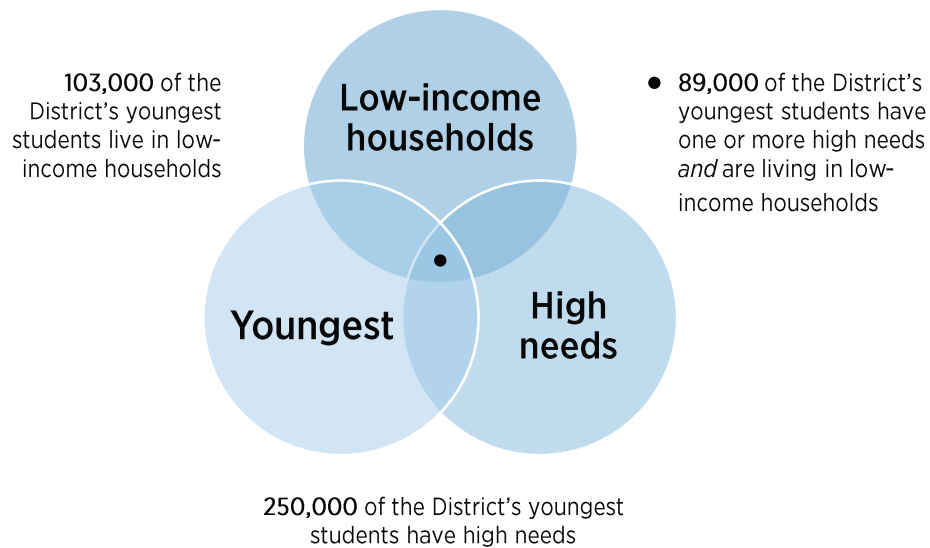 103,000 of the
District’s youngest
students live in low-
income households
Low-income
households
• 89,000 of the District’s
youngest students have
one or more high needs
and are living in low-
income households
Youngest
High
needs
250,000 of the District’s youngest
students have high needs